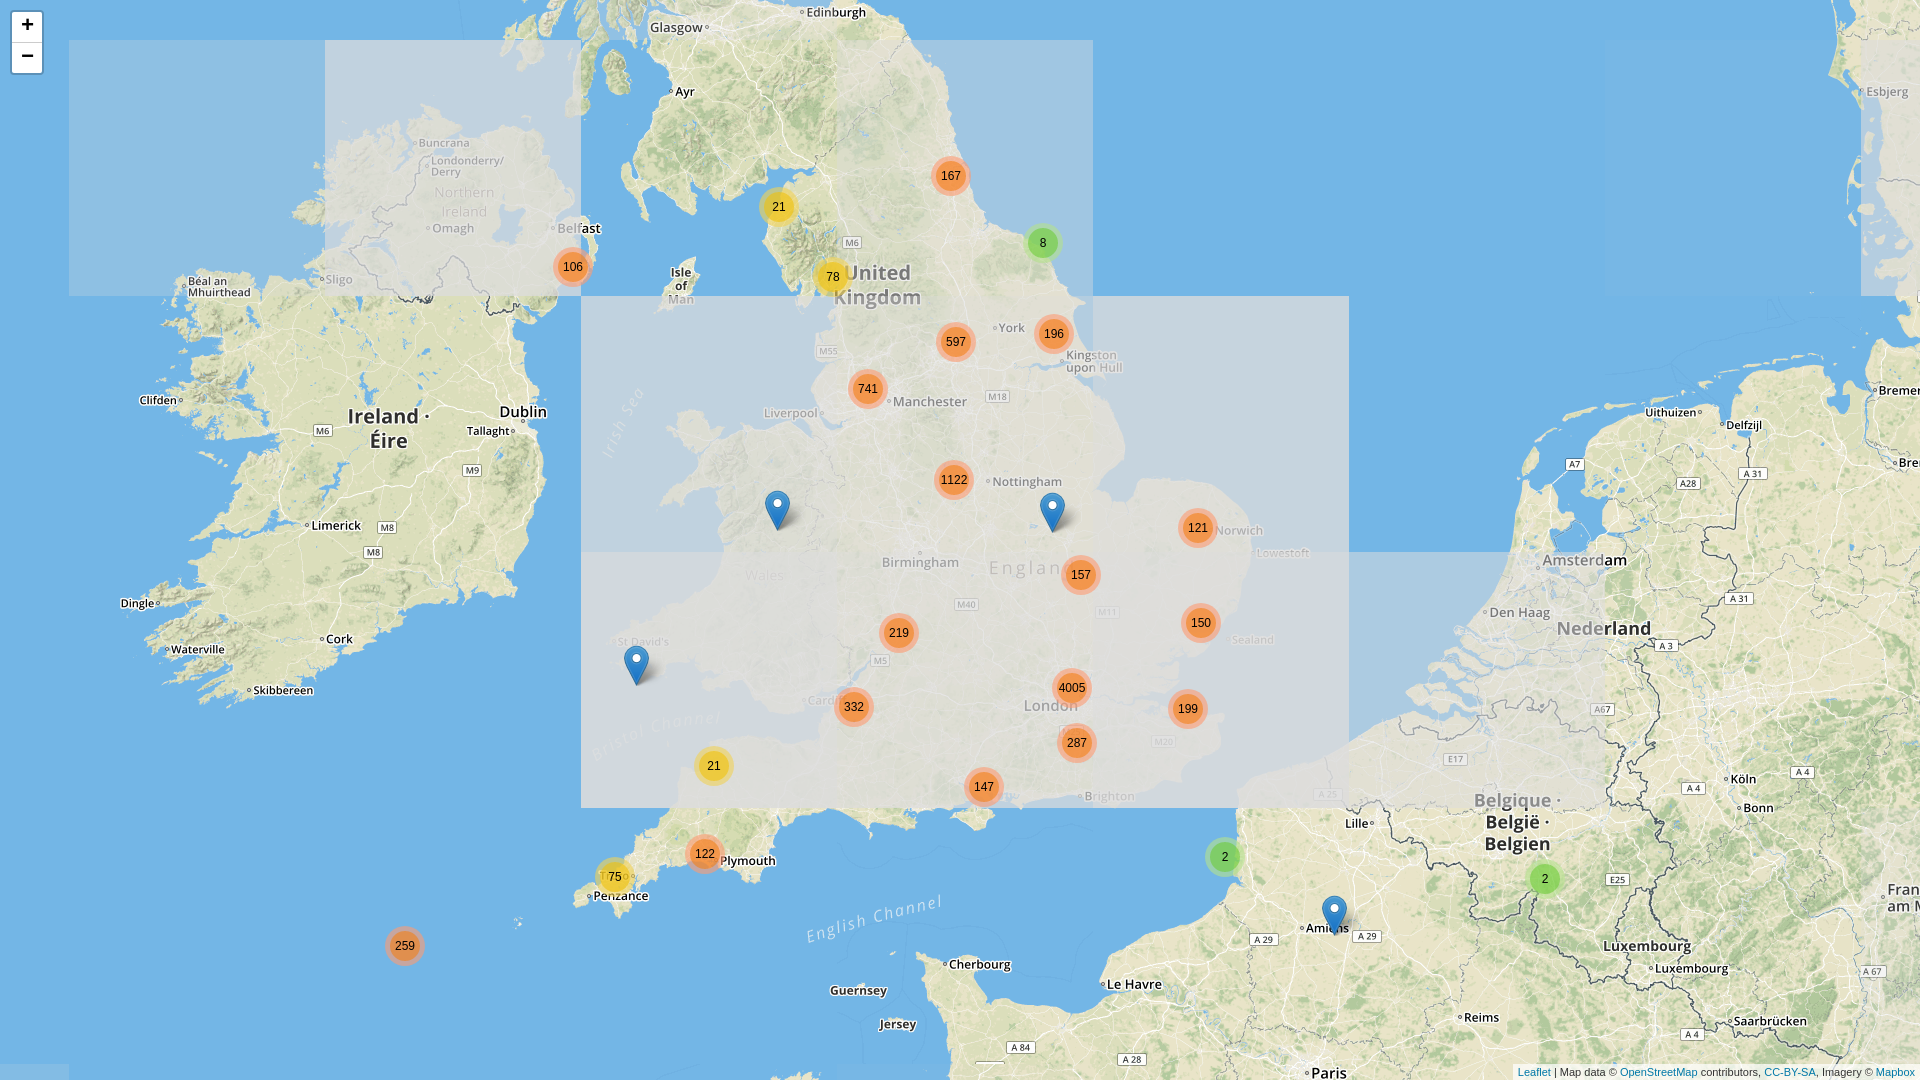 +
−
Edinburgh
Glasgow
Ayr
Esbjerg
Buncrana
Londonderry/
Derry
Northern
Ireland
Omagh
Belfast
167
21
M6
8
106
78
United
Kingdom
Isle
of
Man
Sligo
Béal an
Mhuirthead
York
196
597
M55
Kingston
upon Hull
741
Manchester
M18
Liverpool
Irish Sea
Clifden
Ireland ·
Éire
Dublin
Tallaght
M6
M9
Uithuizen
Delfzijl
Bremer
A7
A 31
A28
Bre
1122
Nottingham
Limerick
M8
M8
121
Norwich
Lowestoft
Birmingham
England
Wales
157
Amsterdam
A 31
Den Haag
Nederland
A 3
Dingle
Cork
Waterville
Skibbereen
M40
M11
150
219
St David's
Sealand
M5
4005
London
199
332
Cardiff
Bristol Channel
287
M20
A67
E17
21
147
Brighton
A 25
Köln
A 4
A 4
Bonn
Belgique ·
België ·
Belgien
Lille
122
Plymouth
75
Penzance
2
2
E25
Fran
am M
English Channel
259
Amiens
A 29
A 29
Luxembourg
Luxembourg
A 67
Cherbourg
Le Havre
Guernsey
Jersey
Reims
Saarbrücken
A 4
A 84
A 28
Paris
Leaflet | Map data © OpenStreetMap contributors, CC-BY-SA, Imagery © Mapbox